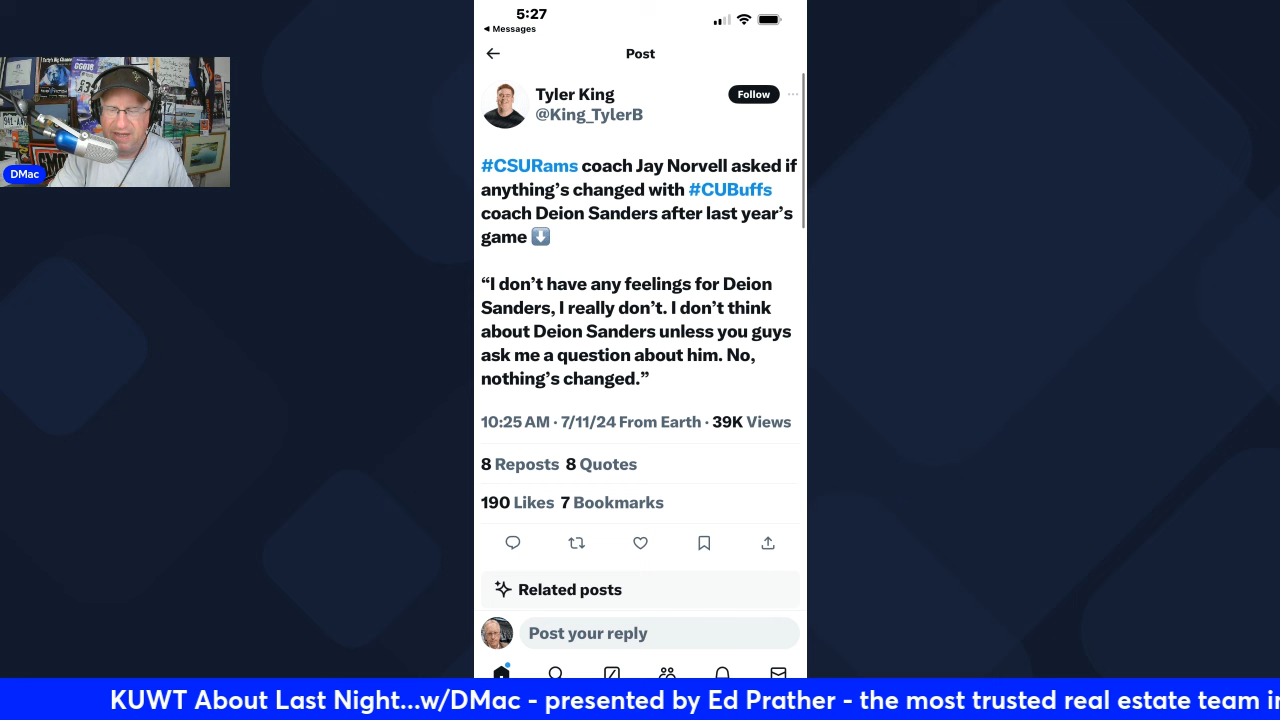 5:27
◀ Messages
Post
Tyler King
@King_TylerB
Follow
#CSURams coach Jay Norvell asked if
anything’s changed with #CUBuffs
coach Deion Sanders after last year’s
game ⬇️
“I don’t have any feelings for Deion
Sanders, I really don’t. I don’t think
about Deion Sanders unless you guys
ask me a question about him. No,
nothing’s changed.”
10:25 AM · 7/11/24 From Earth · 39K Views
8 Reposts 8 Quotes
190 Likes 7 Bookmarks
Related posts
Post your reply
DMac
KUWT About Last Night...w/DMac - presented by Ed Prather - the most trusted real estate team i